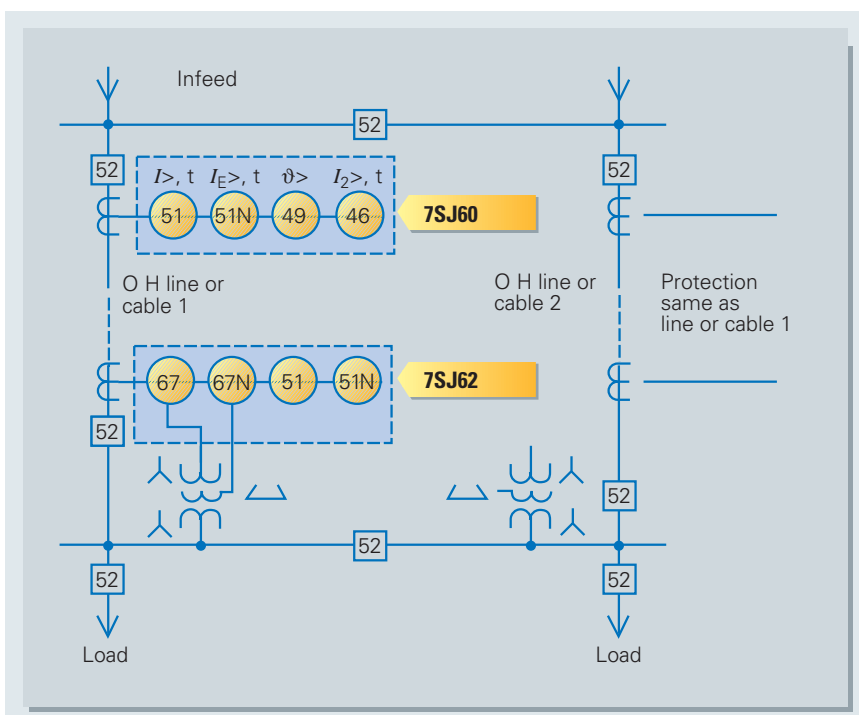 Infeed
52
52
52
I>, t IE>, t ϑ> I2>, t
51 51N 49 46
7SJ60
O H line or
cable 1
O H line or
cable 2
Protection
same as
line or cable 1
67 67N 51 51N
7SJ62
52
52
52
52
52
Load
Load